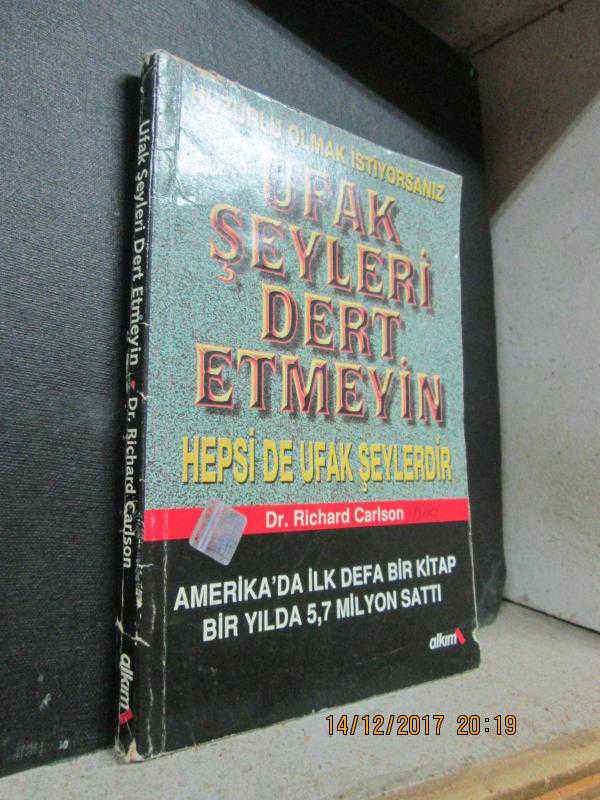 HUZURLU OLMAK İSTİYORSANIZ
UFAK
ŞEYLERİ
DERT
ETMEYİN
HEPSİ DE UFAK ŞEYLERDİR
Dr. Richard Carlson
AMERİKA'DA İLK DEFA BİR KİTAP
BİR YILDA 5,7 MİLYON SATTI
alkım
Ufak Şeyleri Dert Etmeyin • Dr. Richard Carlson
alkım
14/12/2017 20:19